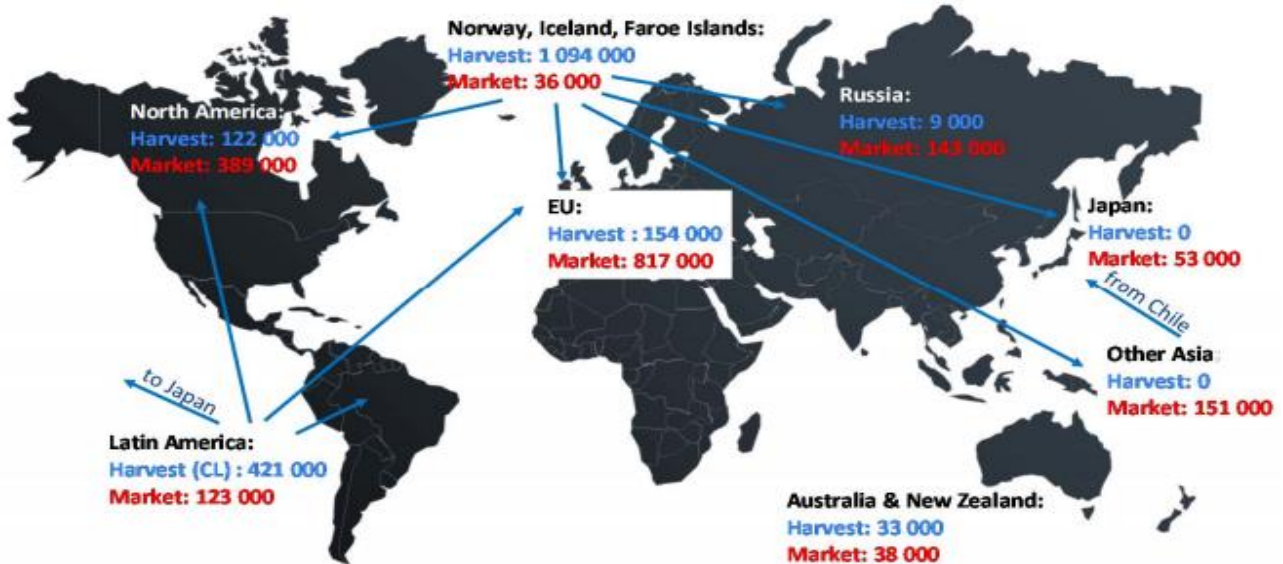 Norway, Iceland, Faroe Islands:
Harvest: 1 094 000
Market: 36 000
North America:
Harvest: 122 000
Market: 389 000
Russia:
Harvest: 9 000
Market: 143 000
EU:
Harvest : 154 000
Market: 817 000
Japan:
Harvest: 0
Market: 53 000
from Chile
Other Asia:
Harvest: 0
Market: 151 000
to Japan
Latin America:
Harvest (CL) : 421 000
Market: 123 000
Australia & New Zealand:
Harvest: 33 000
Market: 38 000